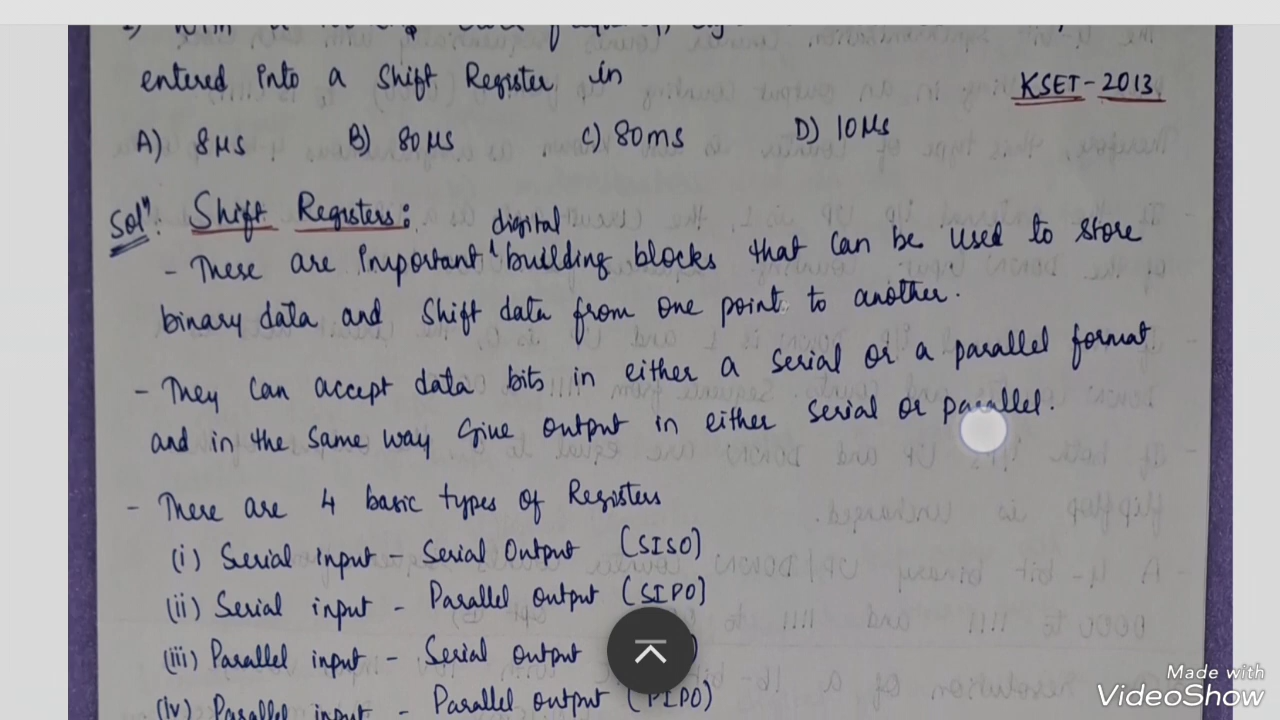 entered into a Shift Register in
KSET-2013
A) 8μs B) 80μs C) 80ms D) 10μs
Solⁿ: Shift Registers:
- These are Important digital building blocks that can be used to store
binary data and Shift data from one point to another.
- They can accept data bits in either a serial or a parallel format
and in the same way give output in either serial or parallel.
- There are 4 basic types of Registers
(i) Serial input - Serial Output (SISO)
(ii) Serial input - Parallel output (SIPO)
(iii) Parallel input - Serial output
(iv) Parallel input - Parallel output (PIPO)
Made with
VideoShow